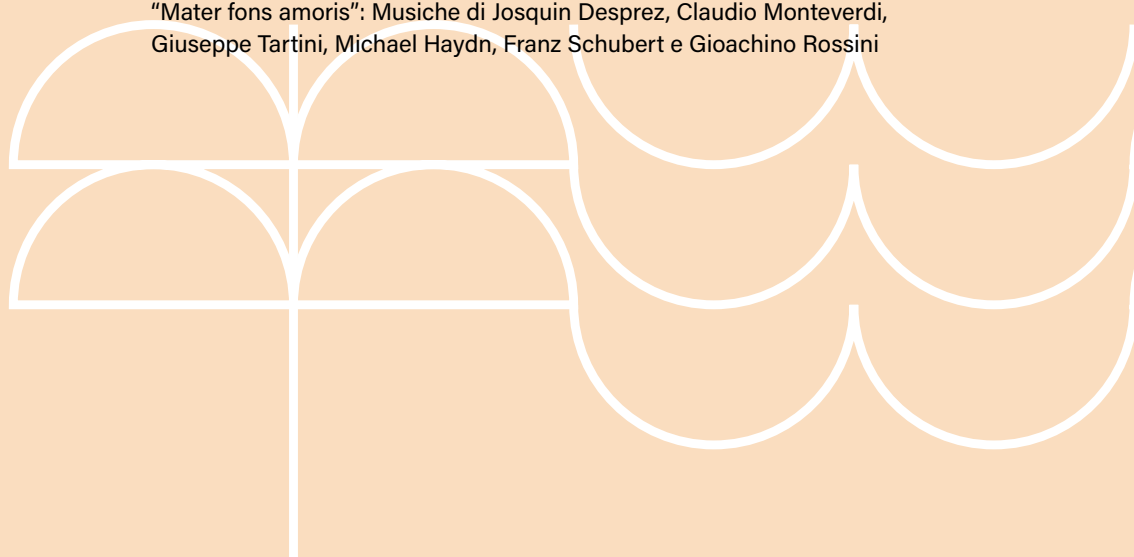 “Mater fons amoris”: Musiche di Josquin Desprez, Claudio Monteverdi,
Giuseppe Tartini, Michael Haydn, Franz Schubert e Gioachino Rossini